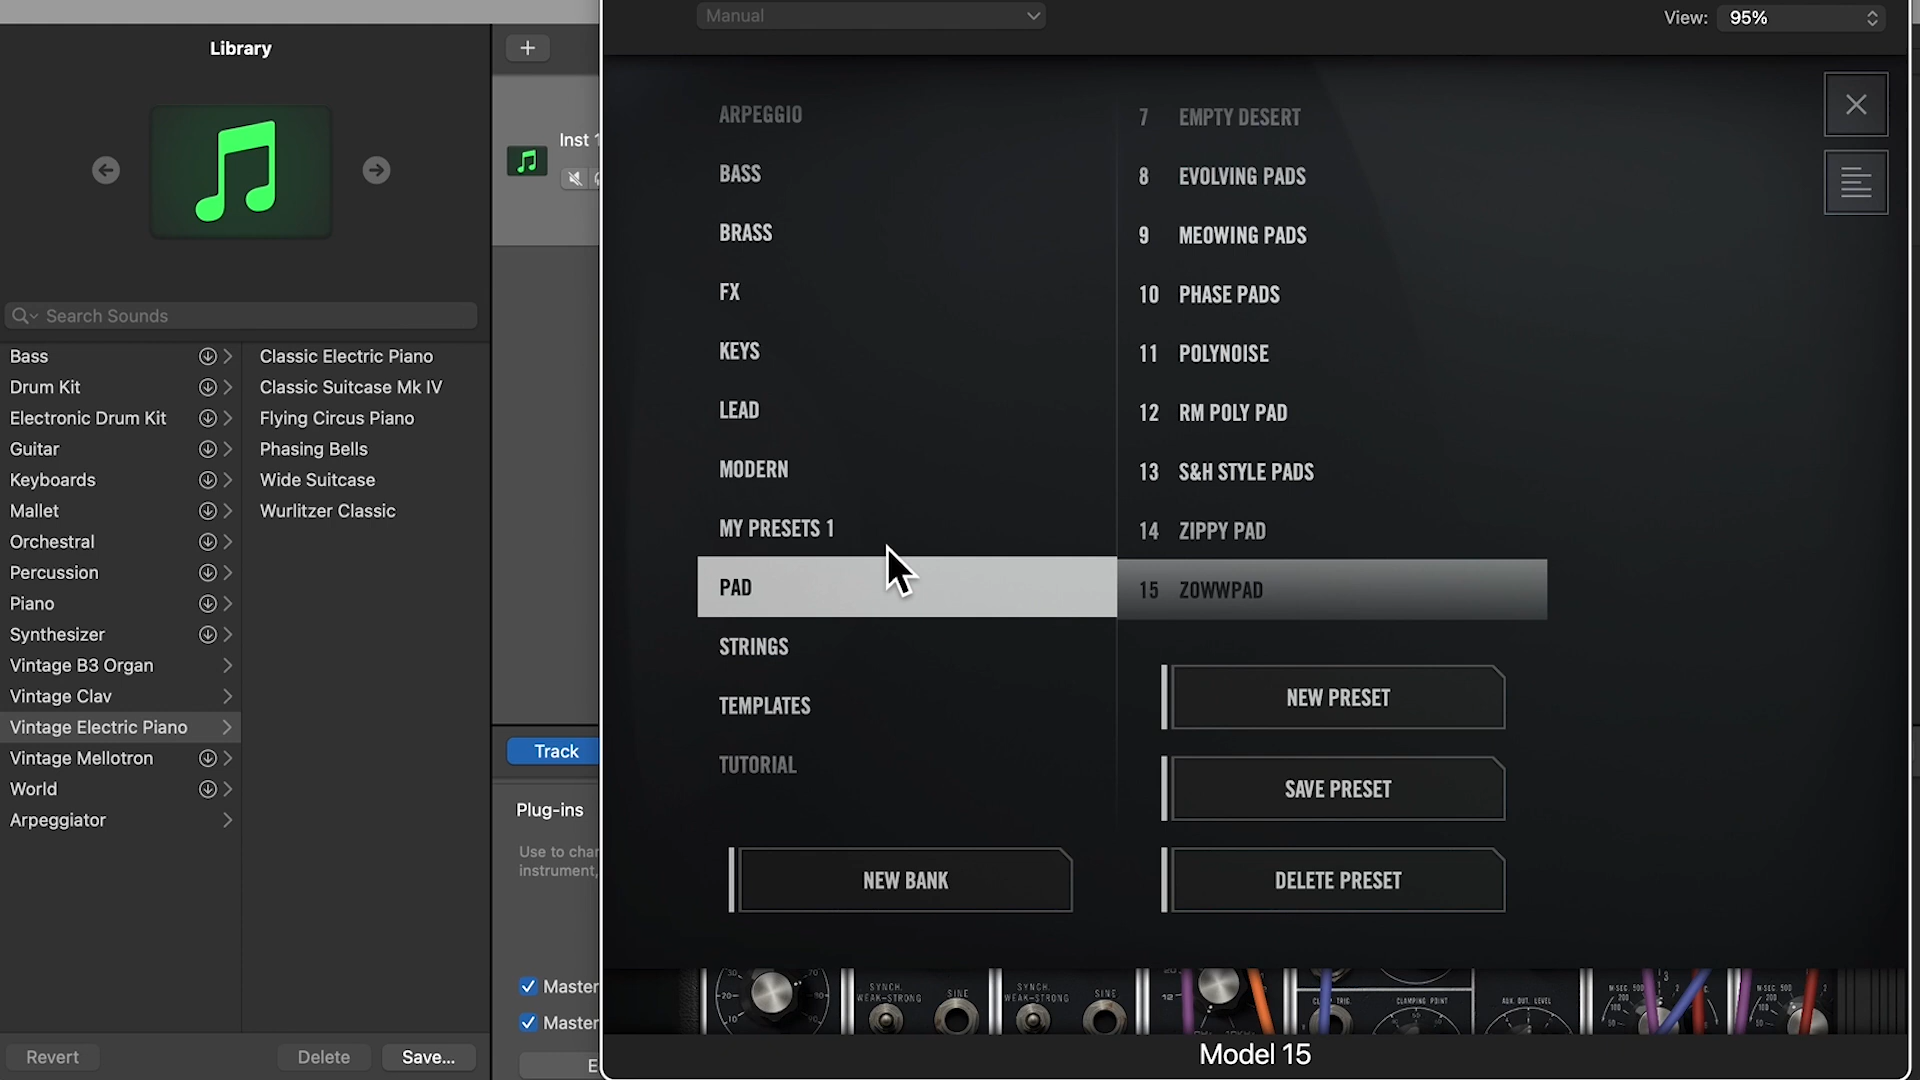 Manual
View: 95%
Library
Inst 1
Search Sounds
Bass
Drum Kit
Electronic Drum Kit
Guitar
Keyboards
Mallet
Orchestral
Percussion
Piano
Synthesizer
Vintage B3 Organ
Vintage Clav
Vintage Electric Piano
Vintage Mellotron
World
Arpeggiator
Classic Electric Piano
Classic Suitcase Mk IV
Flying Circus Piano
Phasing Bells
Wide Suitcase
Wurlitzer Classic
Revert
Delete
Save...
Track
Plug-ins
Use to
instrument,
Master
Master
ARPEGGIO
BASS
BRASS
FX
KEYS
LEAD
MODERN
MY PRESETS 1
PAD
STRINGS
TEMPLATES
TUTORIAL
NEW BANK
7 EMPTY DESERT
8 EVOLVING PADS
9 MEOWING PADS
10 PHASE PADS
11 POLYNOISE
12 RM POLY PAD
13 S&H STYLE PADS
14 ZIPPY PAD
15 ZOWWPAD
NEW PRESET
SAVE PRESET
DELETE PRESET
SYNCH.
WEAK-STRONG
SINE
SYNCH.
WEAK-STRONG
SINE
CLAMPING POINT
AUX. OUT. LEVEL
M-SEC. 500
M-SEC. 500
Model 15